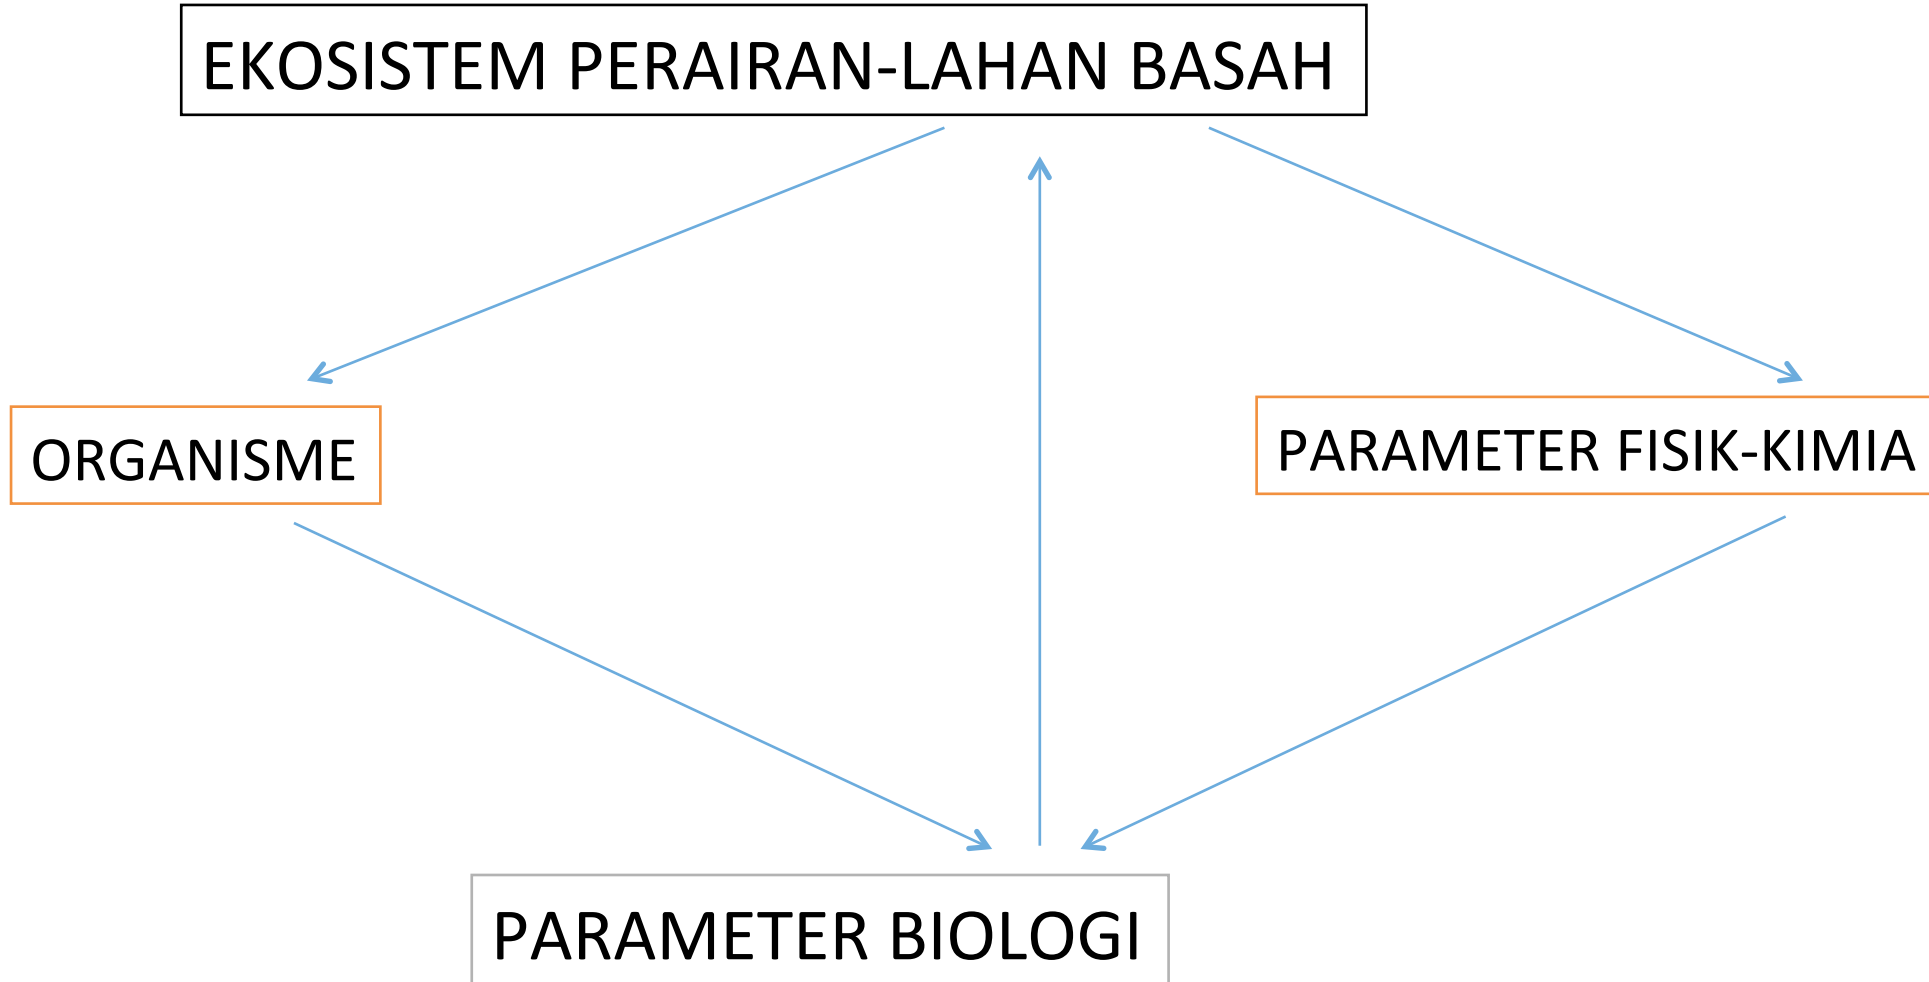 EKOSISTEM PERAIRAN-LAHAN BASAH
ORGANISME
PARAMETER FISIK-KIMIA
PARAMETER BIOLOGI